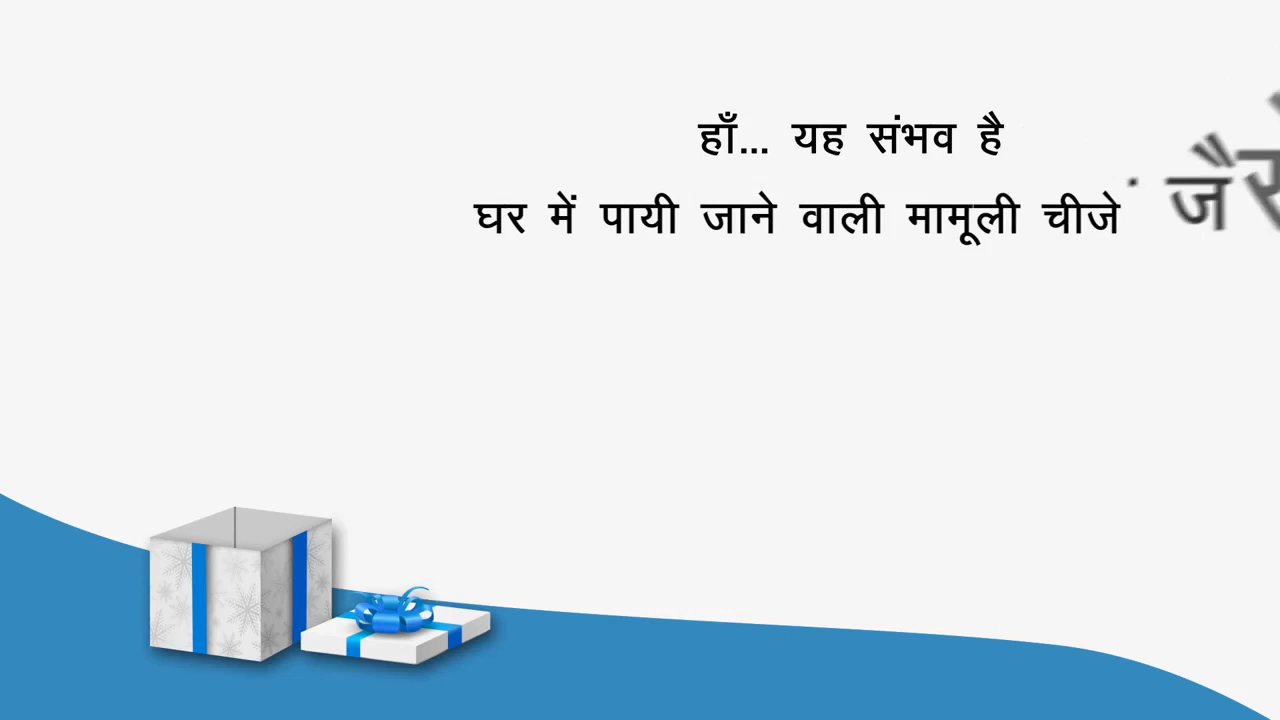 हाँ... यह संभव है
घर में पायी जाने वाली मामूली चीजे